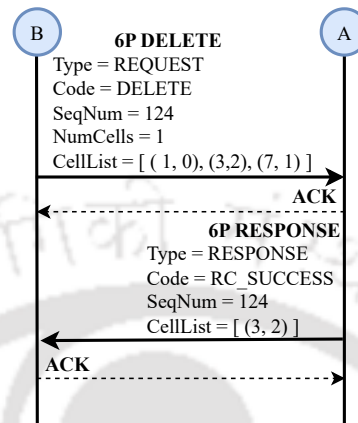 B
A
6P DELETE
Type = REQUEST
Code = DELETE
SeqNum = 124
NumCells = 1
CellList = [ ( 1, 0), (3,2), (7, 1) ]
ACK
6P RESPONSE
Type = RESPONSE
Code = RC_SUCCESS
SeqNum = 124
CellList = [ (3, 2) ]
ACK